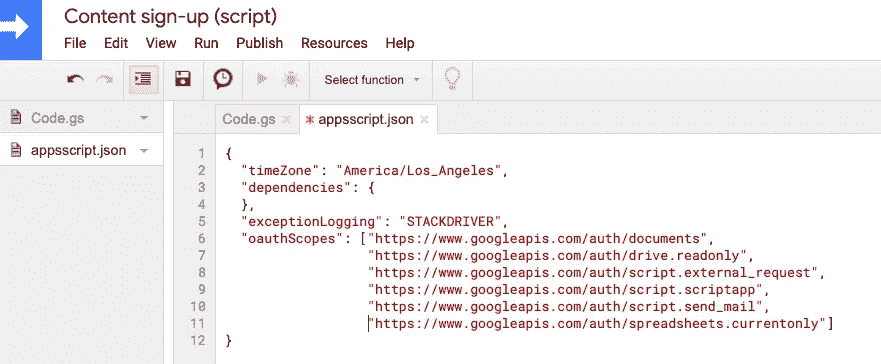 Content sign-up (script)
File Edit View Run Publish Resources Help
Select function
Code.gs
appsscript.json
Code.gs × * appsscript.json ×
1 {
2 "timeZone": "America/Los_Angeles",
3 "dependencies": {
4 },
5 "exceptionLogging": "STACKDRIVER",
6 "oauthScopes": ["https://www.googleapis.com/auth/documents",
7 "https://www.googleapis.com/auth/drive.readonly",
8 "https://www.googleapis.com/auth/script.external_request",
9 "https://www.googleapis.com/auth/script.scriptapp",
10 "https://www.googleapis.com/auth/script.send_mail",
11 "https://www.googleapis.com/auth/spreadsheets.currentonly"]
12 }